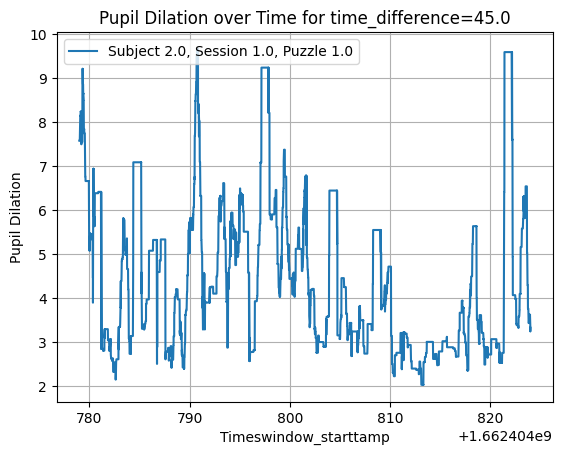 Pupil Dilation over Time for time_difference=45.0
Subject 2.0, Session 1.0, Puzzle 1.0
10
9
8
7
6
5
4
3
2
Pupil Dilation
780 790 800 810 820
Timeswindow_starttamp
+1.662404e9